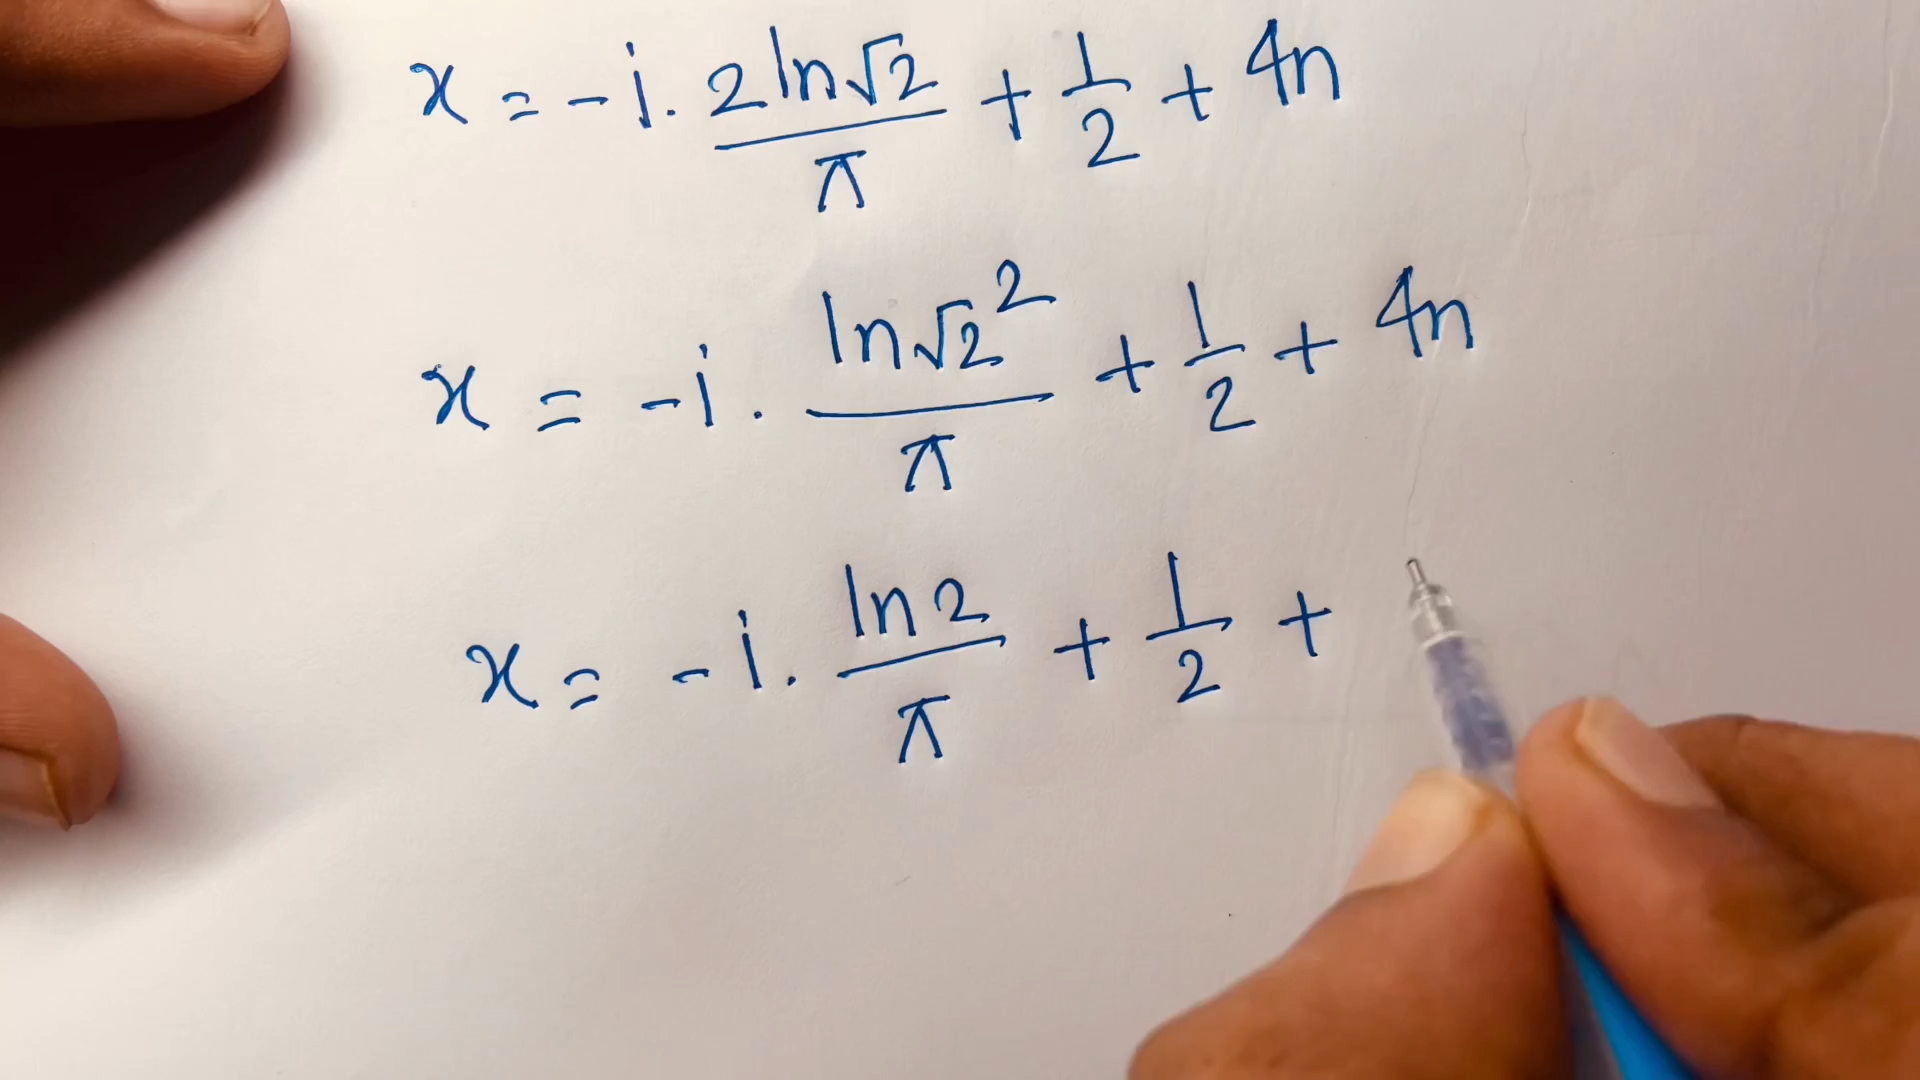 x = -i. 2ln√2/π + 1/2 + 4n
x = -i. ln√2²/π + 1/2 + 4n
x = -i. ln2/π + 1/2 +